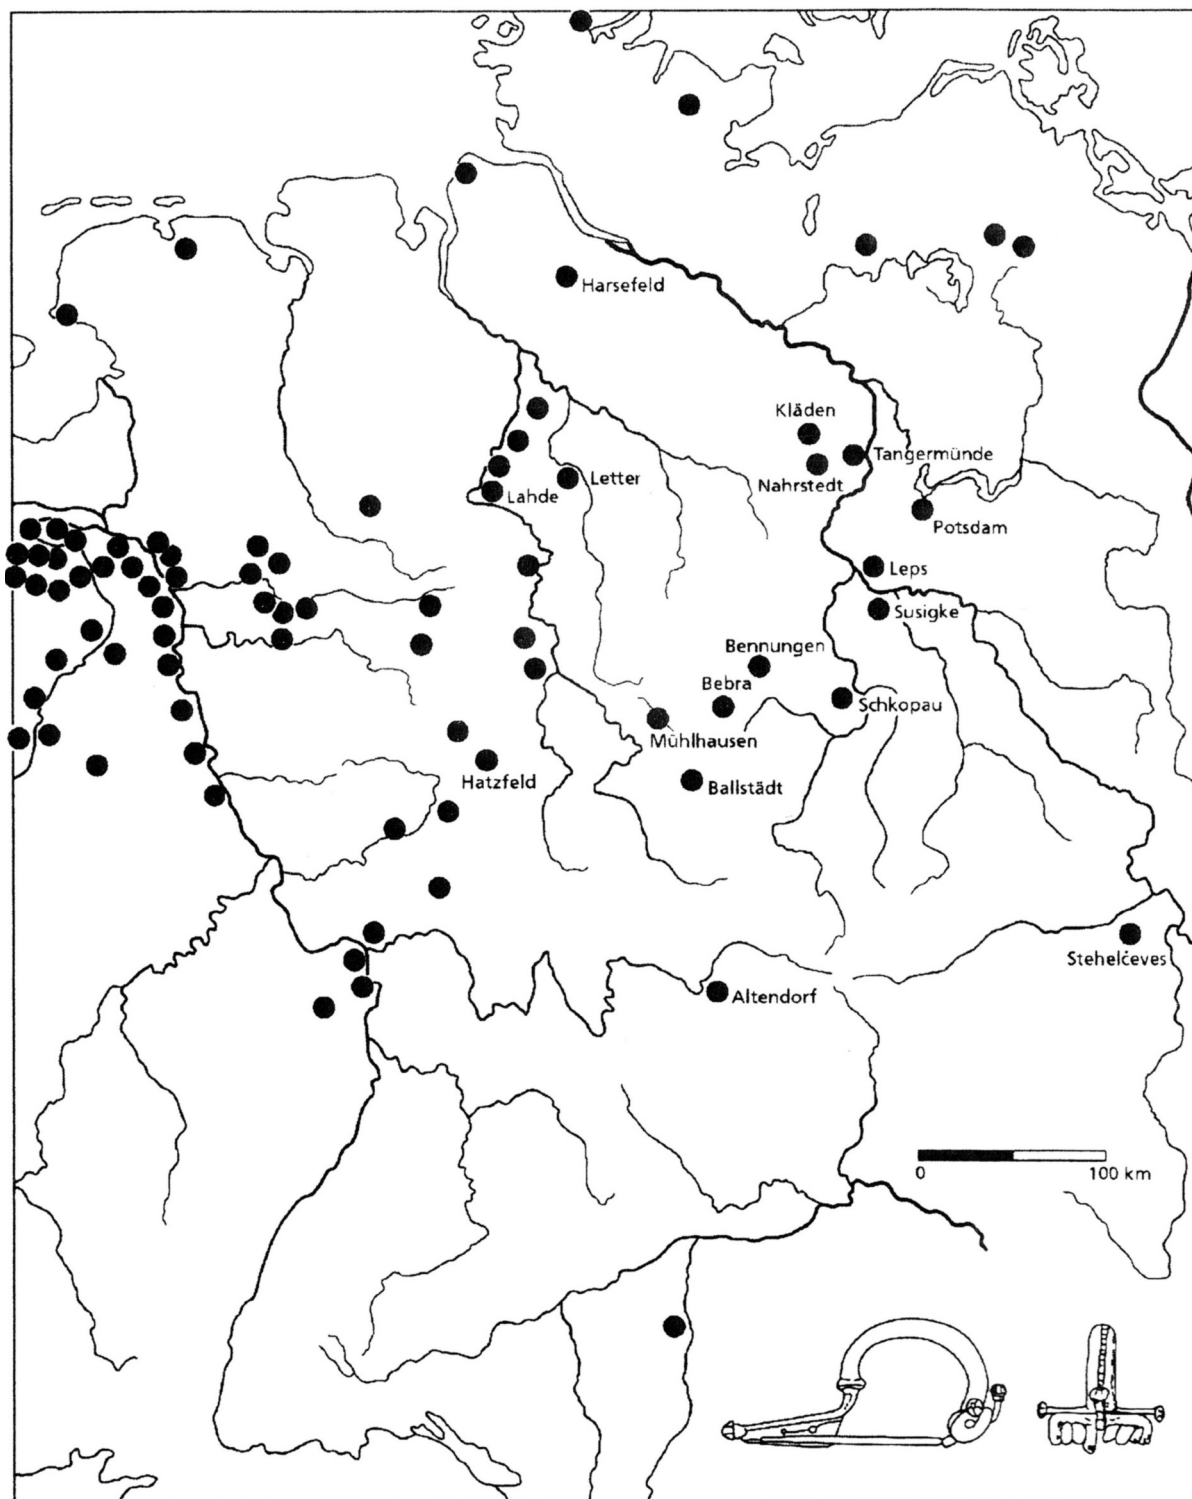 Harsefeld
Kläden
Tangermünde
Nahrstedt
Letter
Lahde
Potsdam
Leps
Susigke
Bennungen
Bebra
Schkopau
Mühlhausen
Hatzfeld
Ballstädt
Stehelčeves
Altendorf
0 100 km